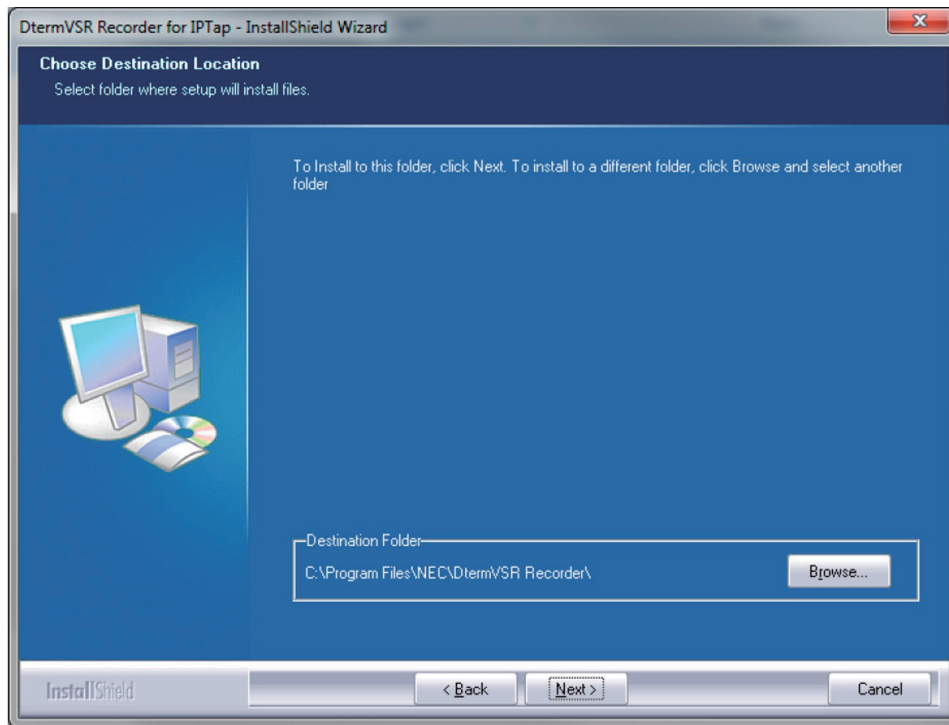 DtermVSR Recorder for IPTap - InstallShield Wizard
Choose Destination Location
Select folder where setup will install files.
To Install to this folder, click Next. To install to a different folder, click Browse and select another
folder
Destination Folder
C:\Program Files\NEC\DtermVSR Recorder\
Browse...
InstallShield
< Back
Next >
Cancel